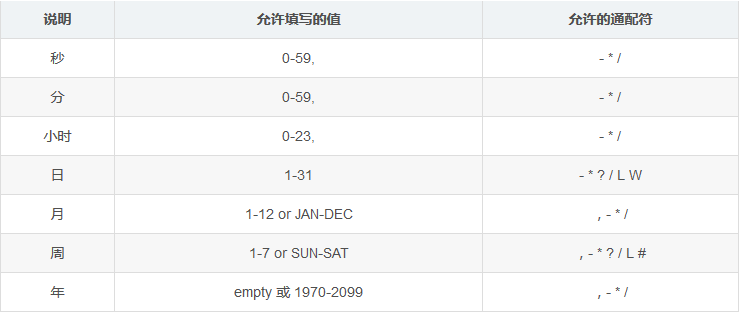 说明 允许填写的值 允许的通配符
秒 0-59, - * /
分 0-59, - * /
小时 0-23, - * /
日 1-31 - * ? / L W
月 1-12 or JAN-DEC , - * /
周 1-7 or SUN-SAT , - * ? / L #
年 empty 或 1970-2099 , - * /